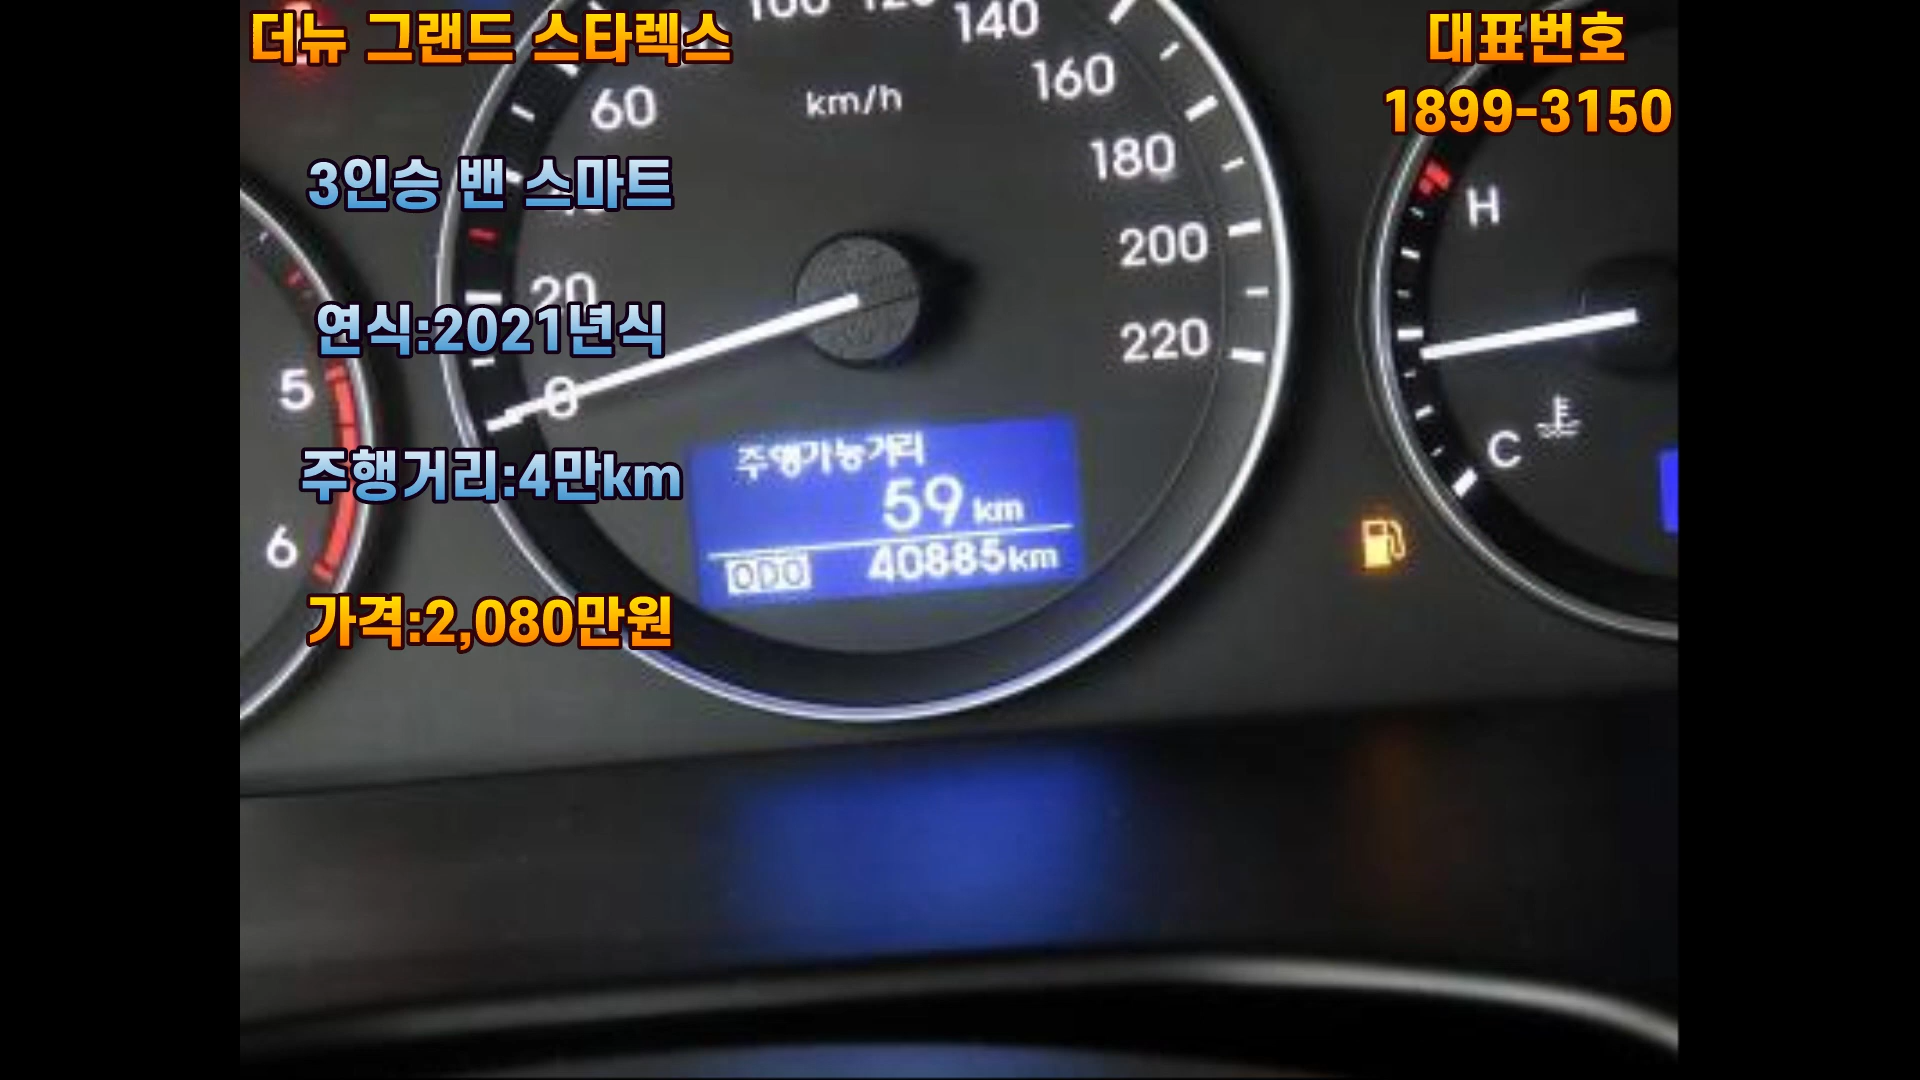 더뉴 그랜드 스타렉스
대표번호
1899-3150
3인승 밴 스마트
연식:2021년식
주행거리:4만km
가격:2,080만원
100
120
140
160
180
200
220
60
20
0
km/h
5
6
H
C
주행가능거리
59 km
ODO 40885km